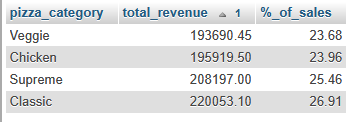 pizza_category total_revenue 1 %_of_sales
Veggie 193690.45 23.68
Chicken 195919.50 23.96
Supreme 208197.00 25.46
Classic 220053.10 26.91